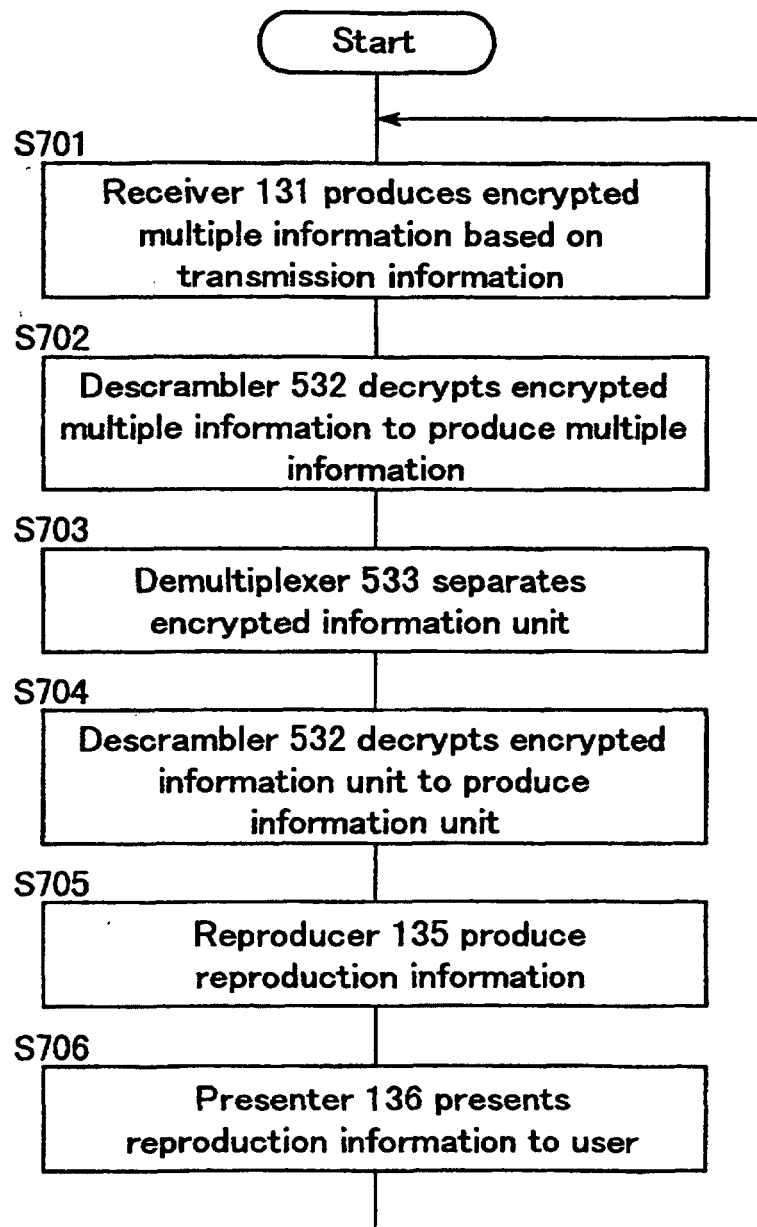 Start
S701
Receiver 131 produces encrypted
multiple information based on
transmission information
S702
Descrambler 532 decrypts encrypted
multiple information to produce multiple
information
S703
Demultiplexer 533 separates
encrypted information unit
S704
Descrambler 532 decrypts encrypted
information unit to produce
information unit
S705
Reproducer 135 produce
reproduction information
S706
Presenter 136 presents
reproduction information to user